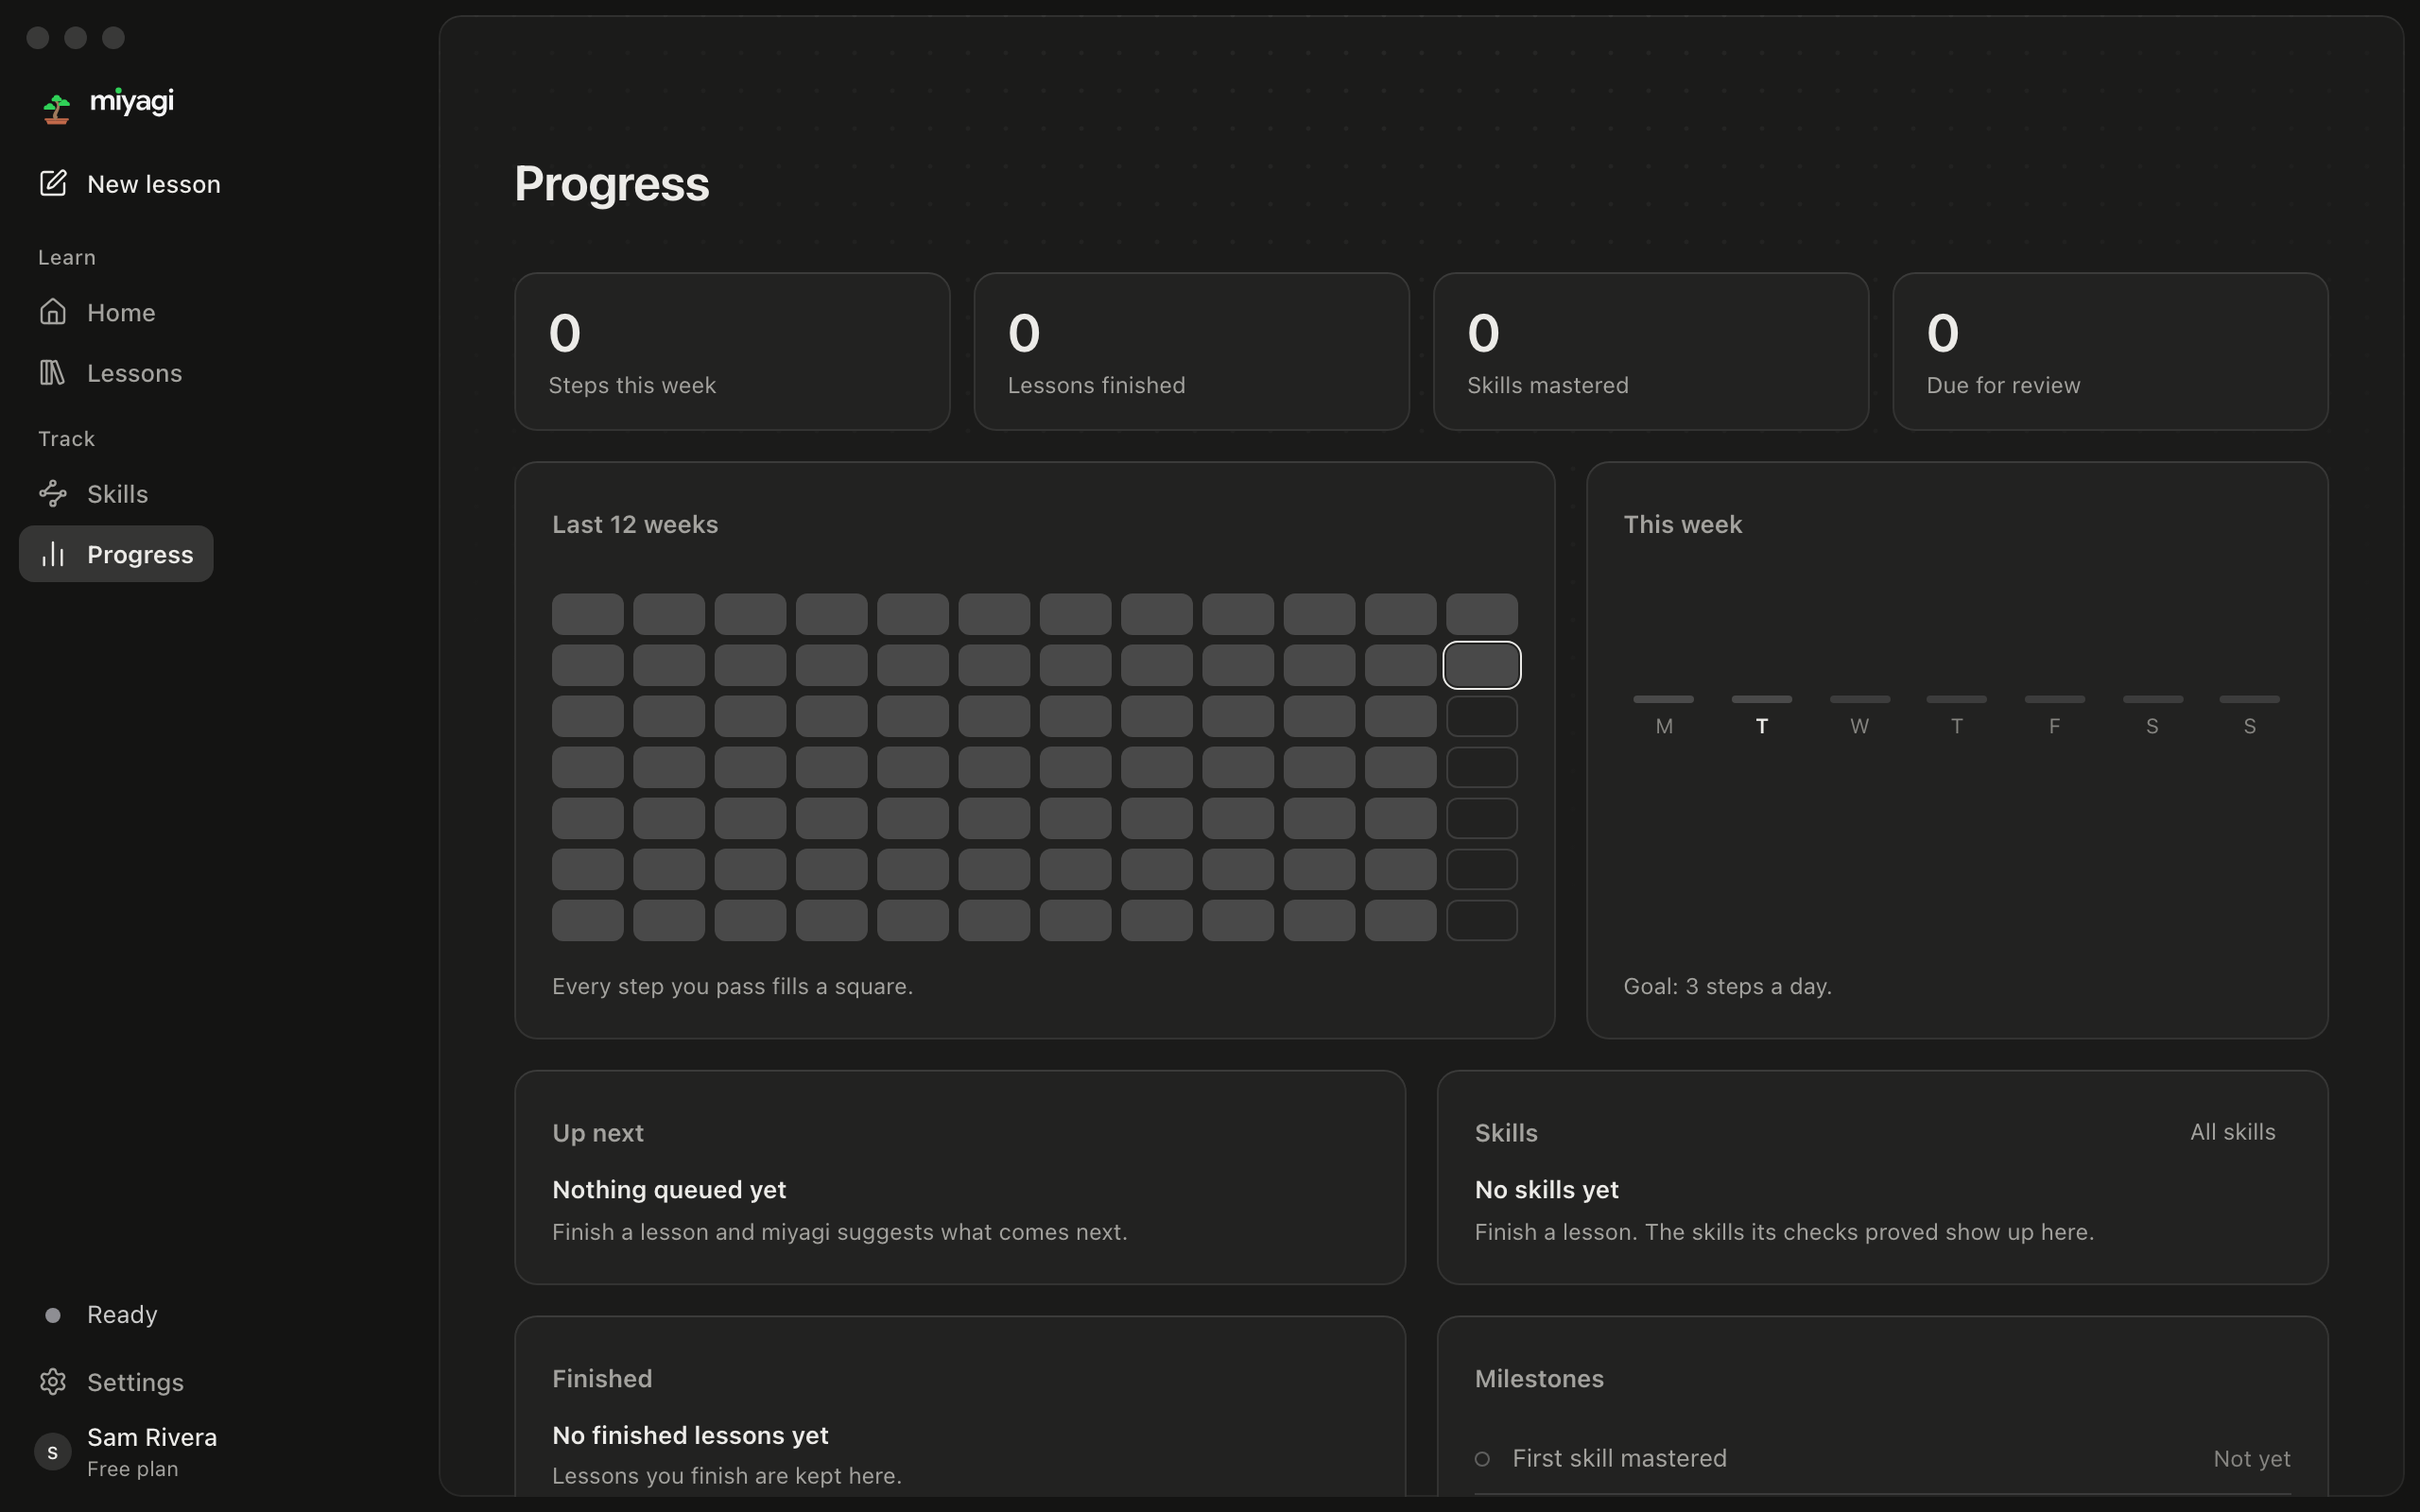 miyagi
New lesson
Learn
Home
Lessons
Track
Skills
Progress
Ready
Settings
S
Sam Rivera
Free plan
Progress
0
Steps this week
0
Lessons finished
0
Skills mastered
0
Due for review
Last 12 weeks
Every step you pass fills a square.
This week
M T W T F S S
Goal: 3 steps a day.
Up next
Nothing queued yet
Finish a lesson and miyagi suggests what comes next.
Skills
All skills
No skills yet
Finish a lesson. The skills its checks proved show up here.
Finished
No finished lessons yet
Lessons you finish are kept here.
Milestones
First skill mastered
Not yet